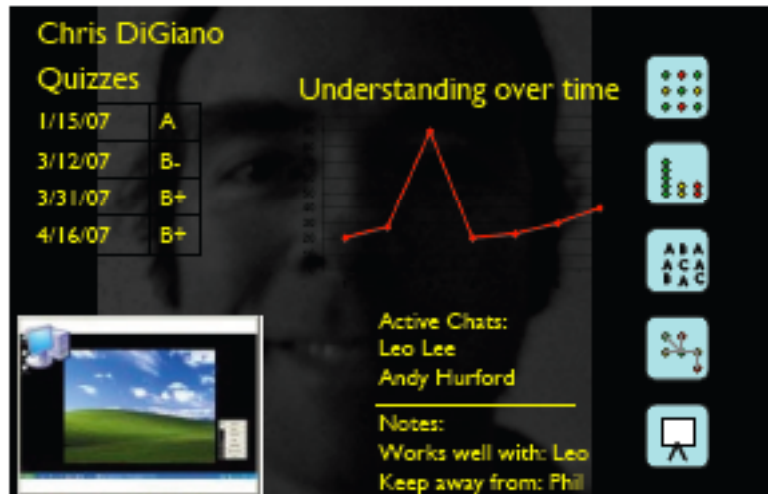 Chris DiGiano
Quizzes
1/15/07 A
3/12/07 B-
3/31/07 B+
4/16/07 B+
Understanding over time
A B A
A C A
B A C
Active Chats:
Leo Lee
Andy Hurford
Notes:
Works well with: Leo
Keep away from: Phil